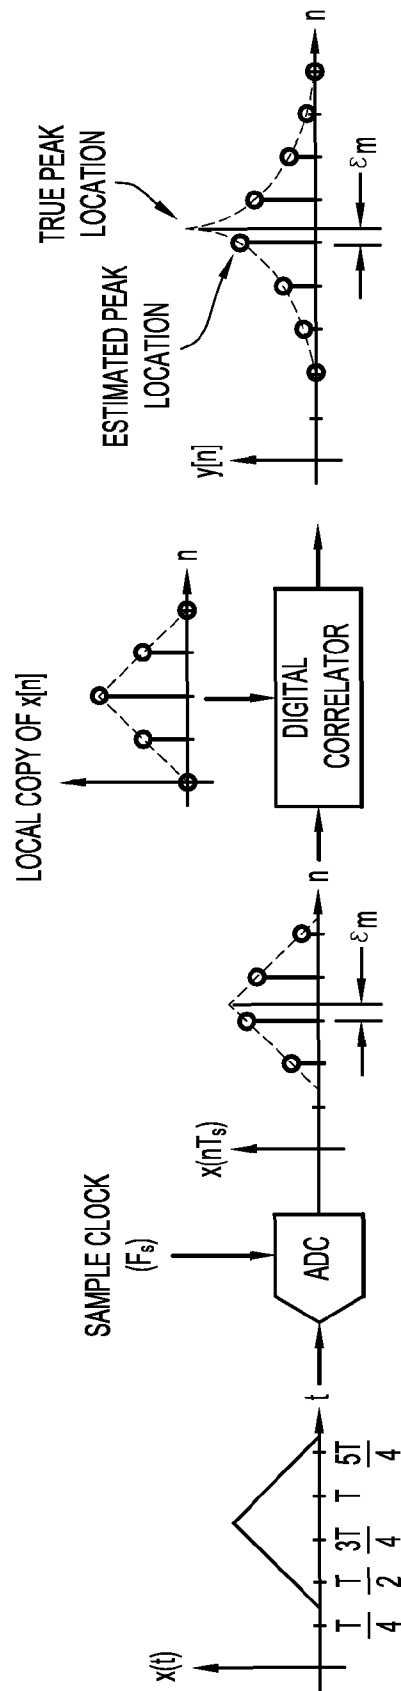 x(t)
T/4
T/2
3T/4
T
5T/4
t
SAMPLE CLOCK
(Fs)
ADC
x(nTs)
εm
n
LOCAL COPY OF x[n]
n
DIGITAL
CORRELATOR
y[n]
ESTIMATED PEAK
LOCATION
TRUE PEAK
LOCATION
εm
n